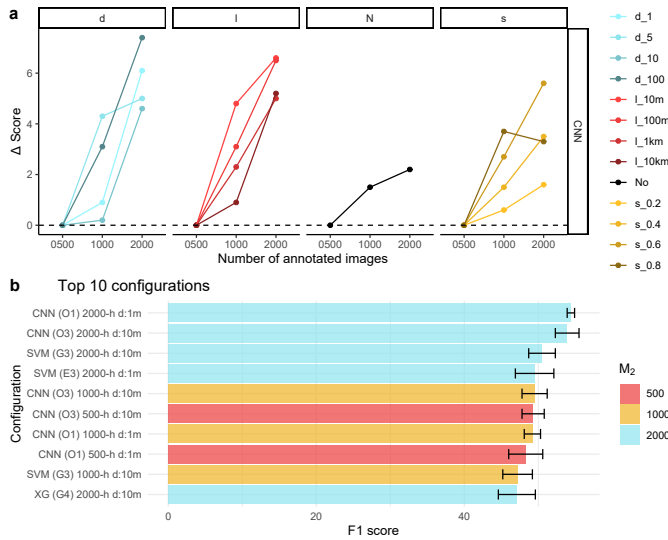 a
d
l
N
s
6
4
2
0
Δ Score
0500
1000
2000
0500
1000
2000
0500
1000
2000
0500
1000
2000
Number of annotated images
CNN
d_1
d_5
d_10
d_100
l_10m
l_100m
l_1km
l_10km
No
s_0.2
s_0.4
s_0.6
s_0.8
b
Top 10 configurations
Configuration
CNN (O1) 2000-h d:1m
CNN (O3) 2000-h d:10m
SVM (G3) 2000-h d:10m
SVM (E3) 2000-h d:1m
CNN (O3) 1000-h d:10m
CNN (O3) 500-h d:10m
CNN (O1) 1000-h d:1m
CNN (O1) 500-h d:1m
SVM (G3) 1000-h d:10m
XG (G4) 2000-h d:10m
0
20
40
F1 score
M2
500
1000
2000